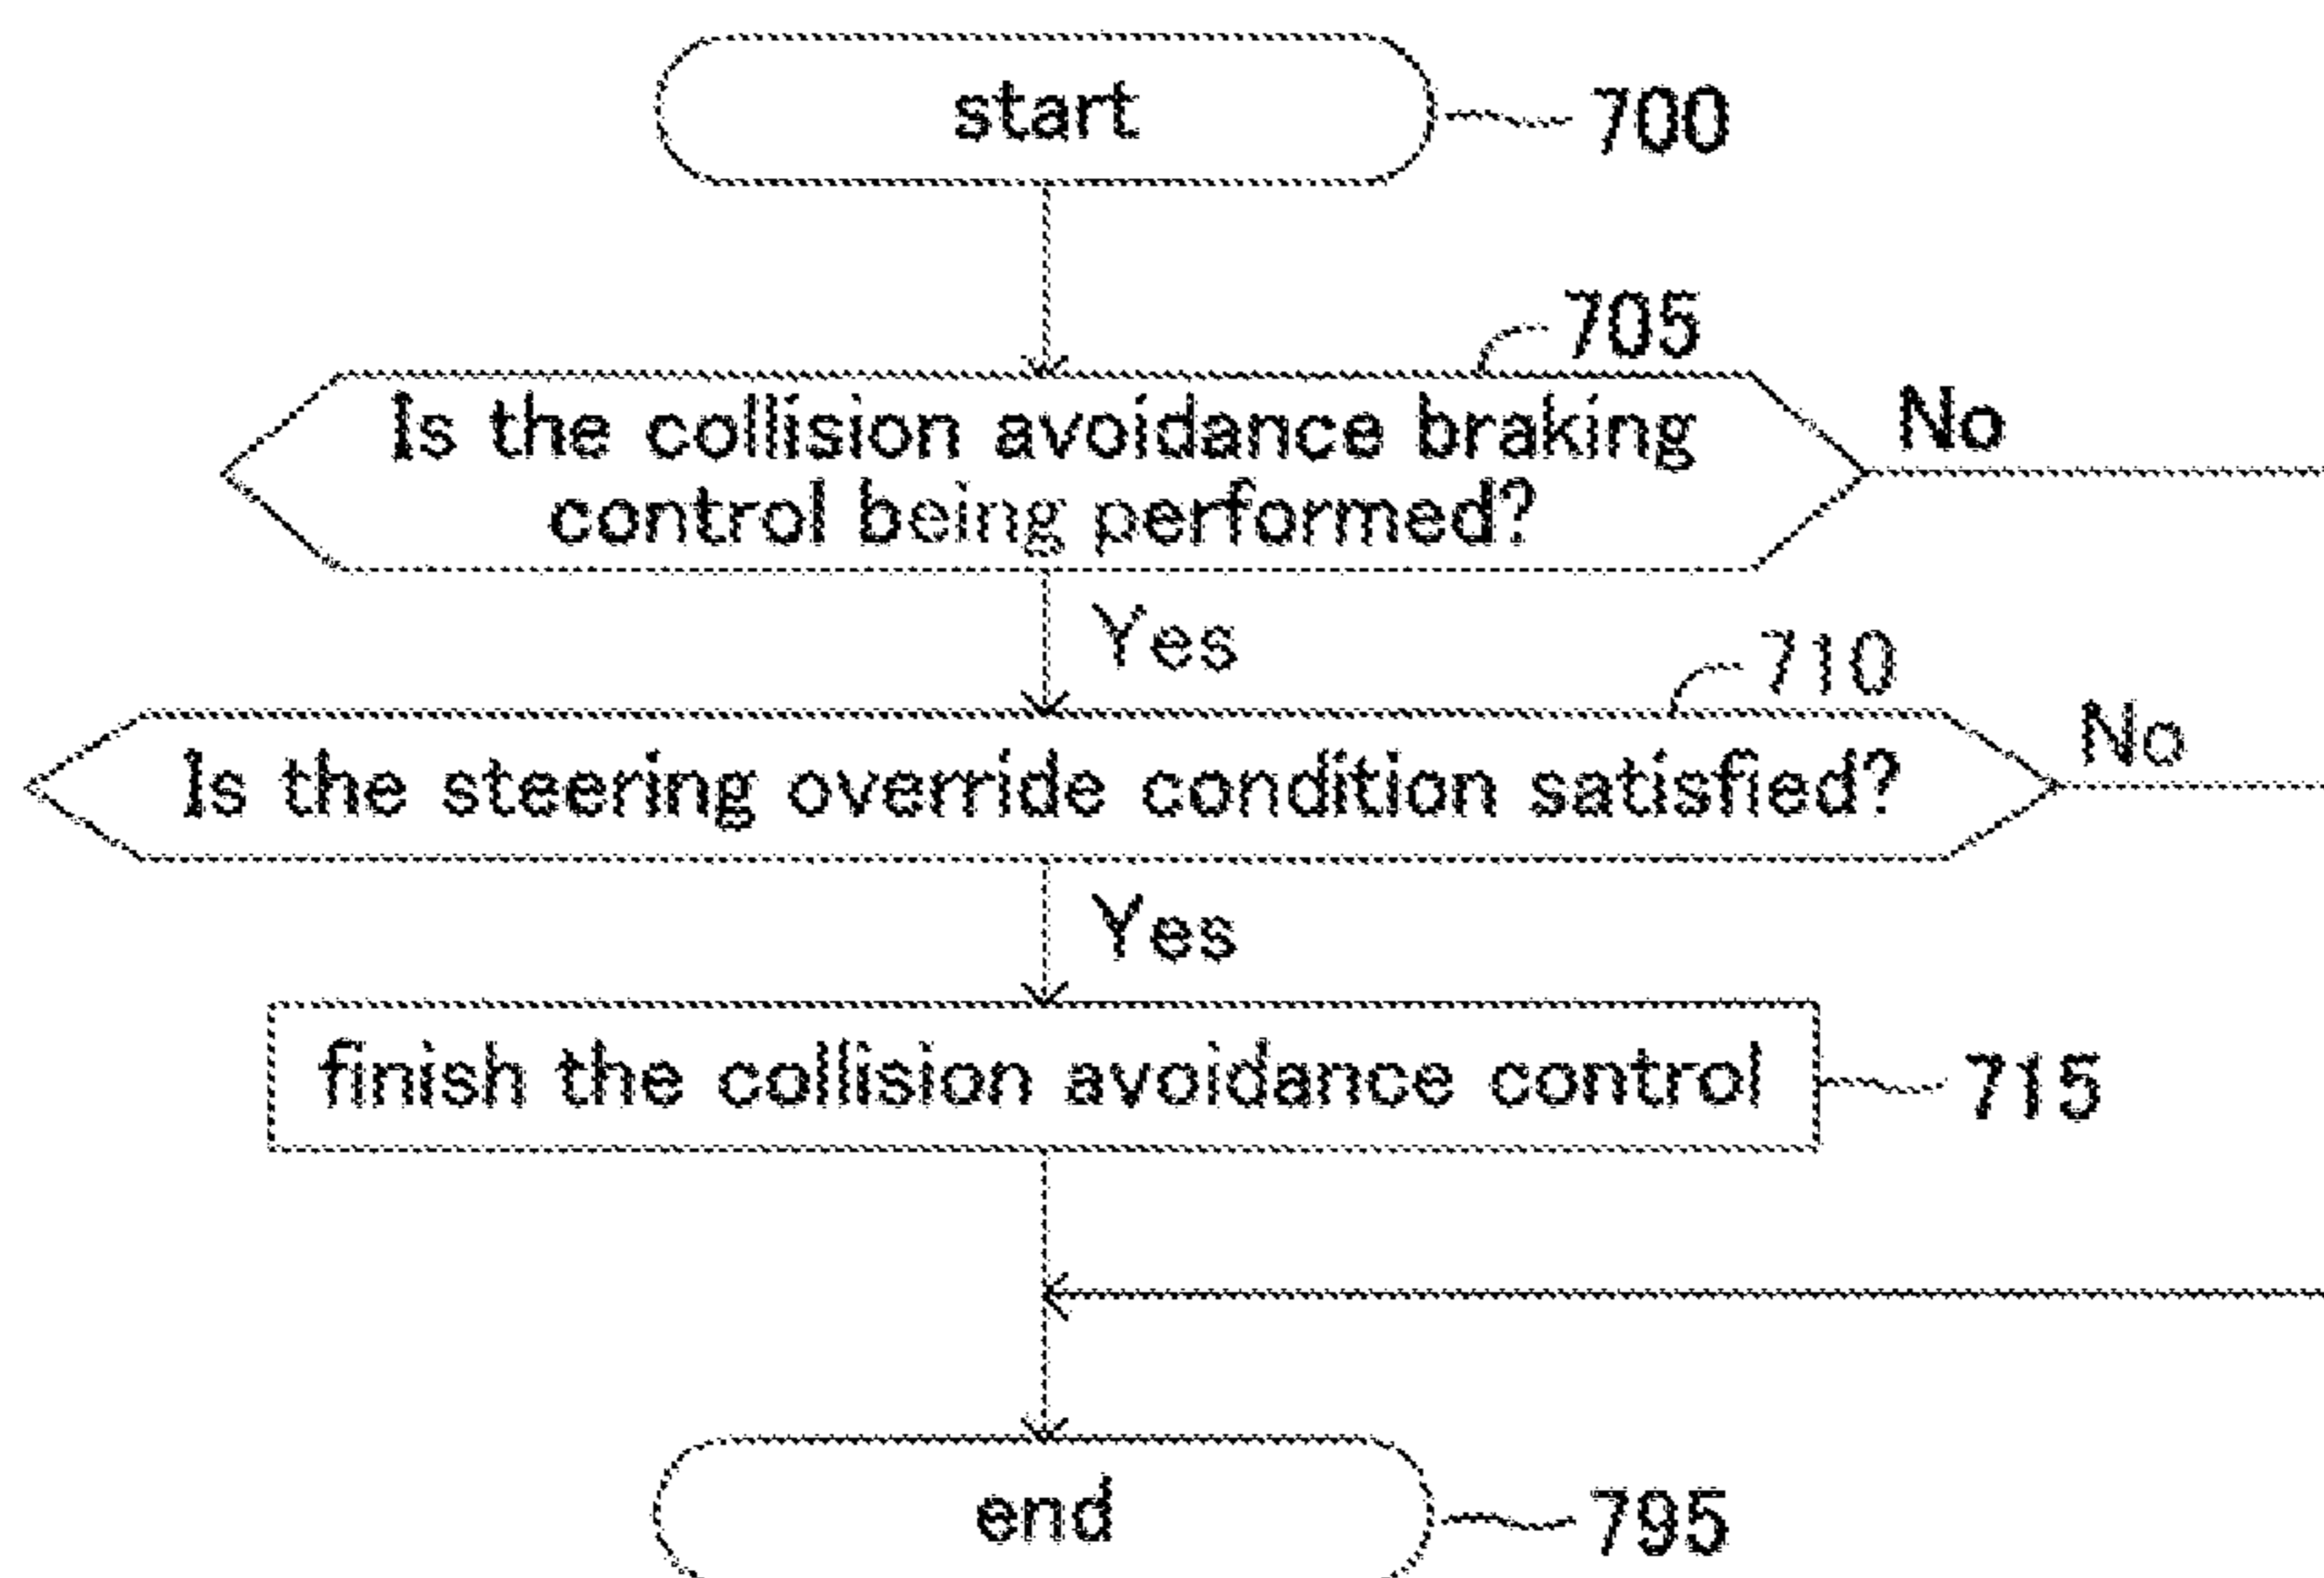 start
700
705
Is the collision avoidance braking
control being performed?
No
Yes
710
Is the steering override condition satisfied?
No
Yes
finish the collision avoidance control
715
end
795